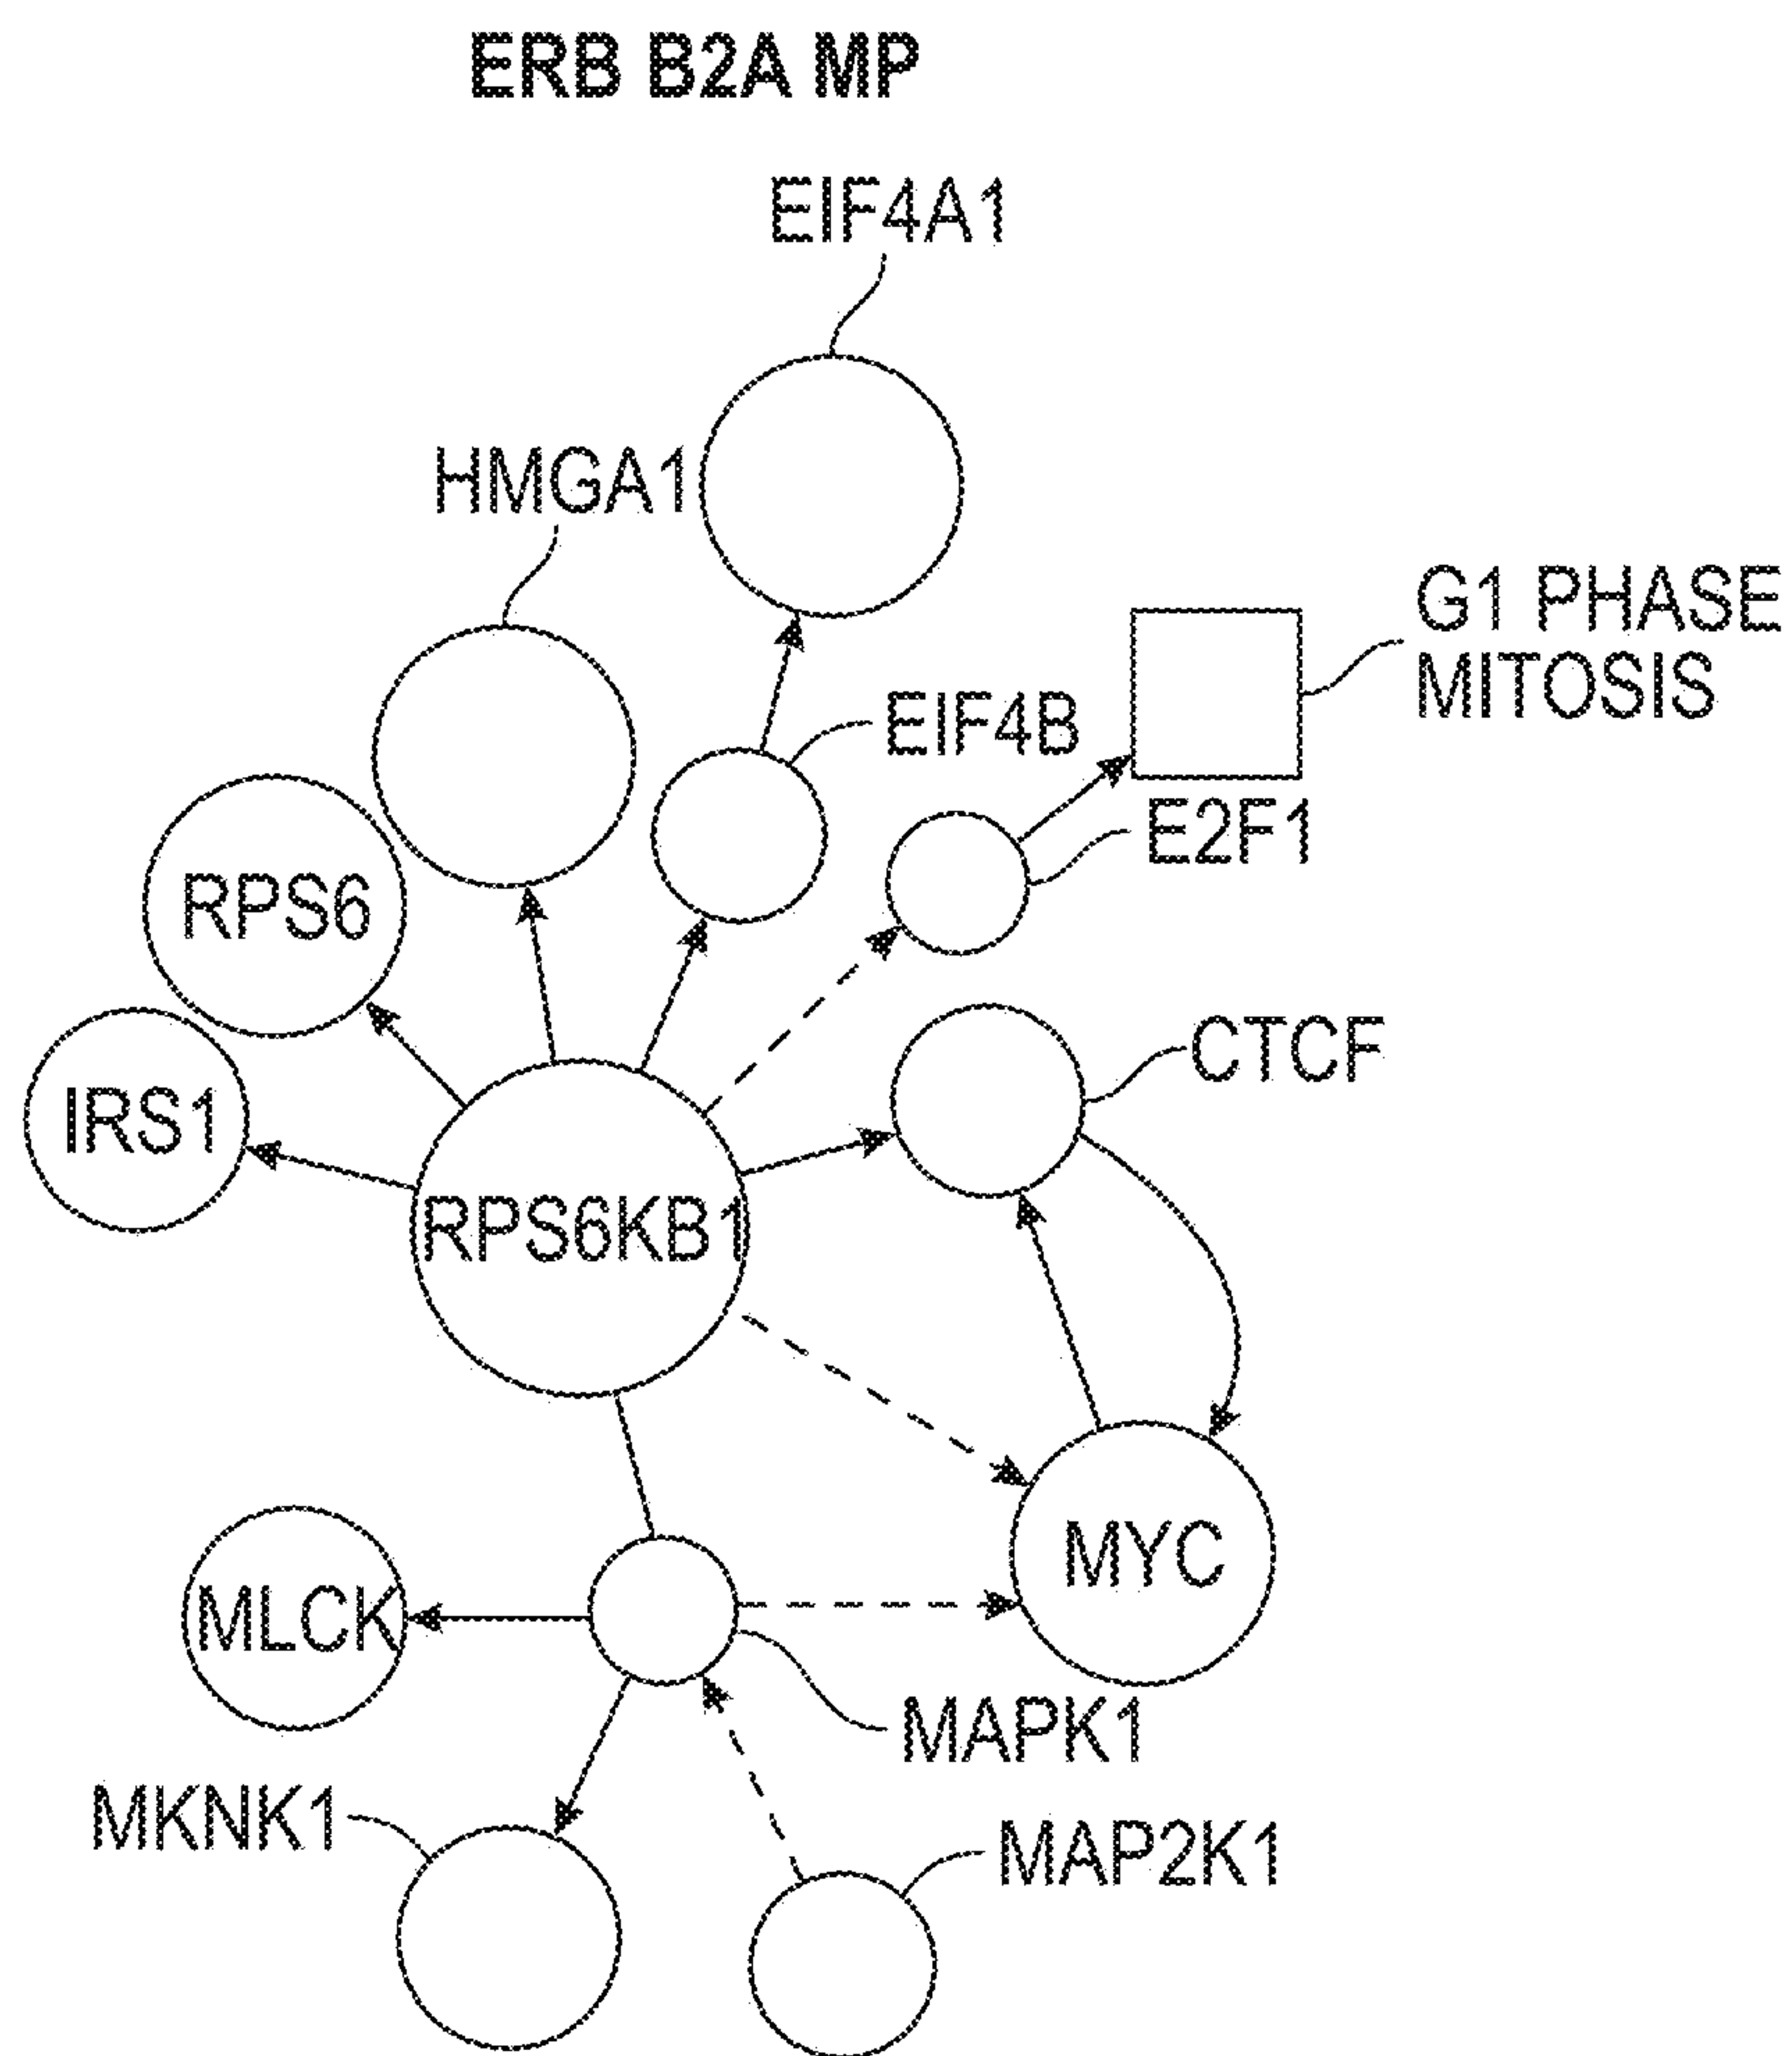 ERB B2A MP
EIF4A1
HMGA1
G1 PHASE
MITOSIS
EIF4B
E2F1
RPS6
CTCF
IRS1
RPS6KB1
MYC
MLCK
MAPK1
MKNK1
MAP2K1